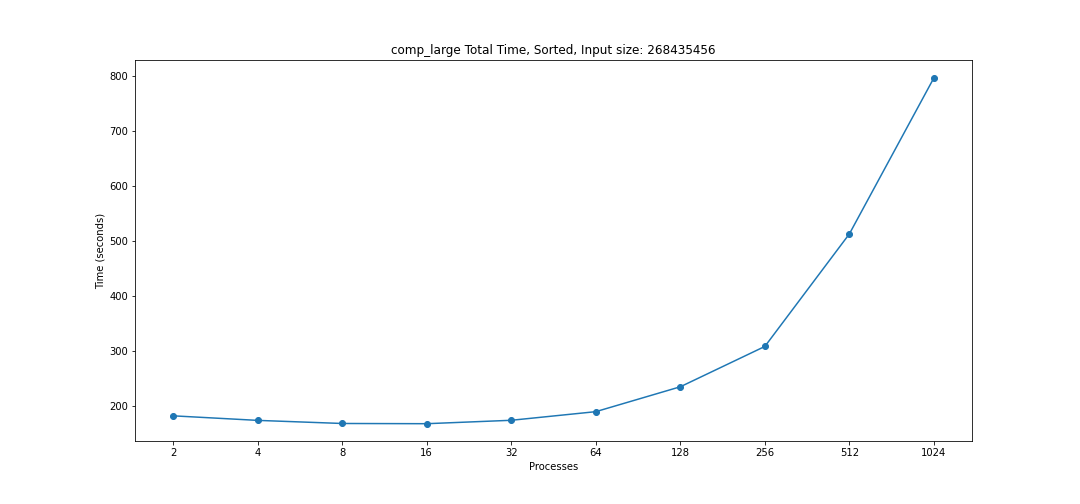 comp_large Total Time, Sorted, Input size: 268435456
800
700
600
500
400
300
200
Time (seconds)
2 4 8 16 32 64 128 256 512 1024
Processes